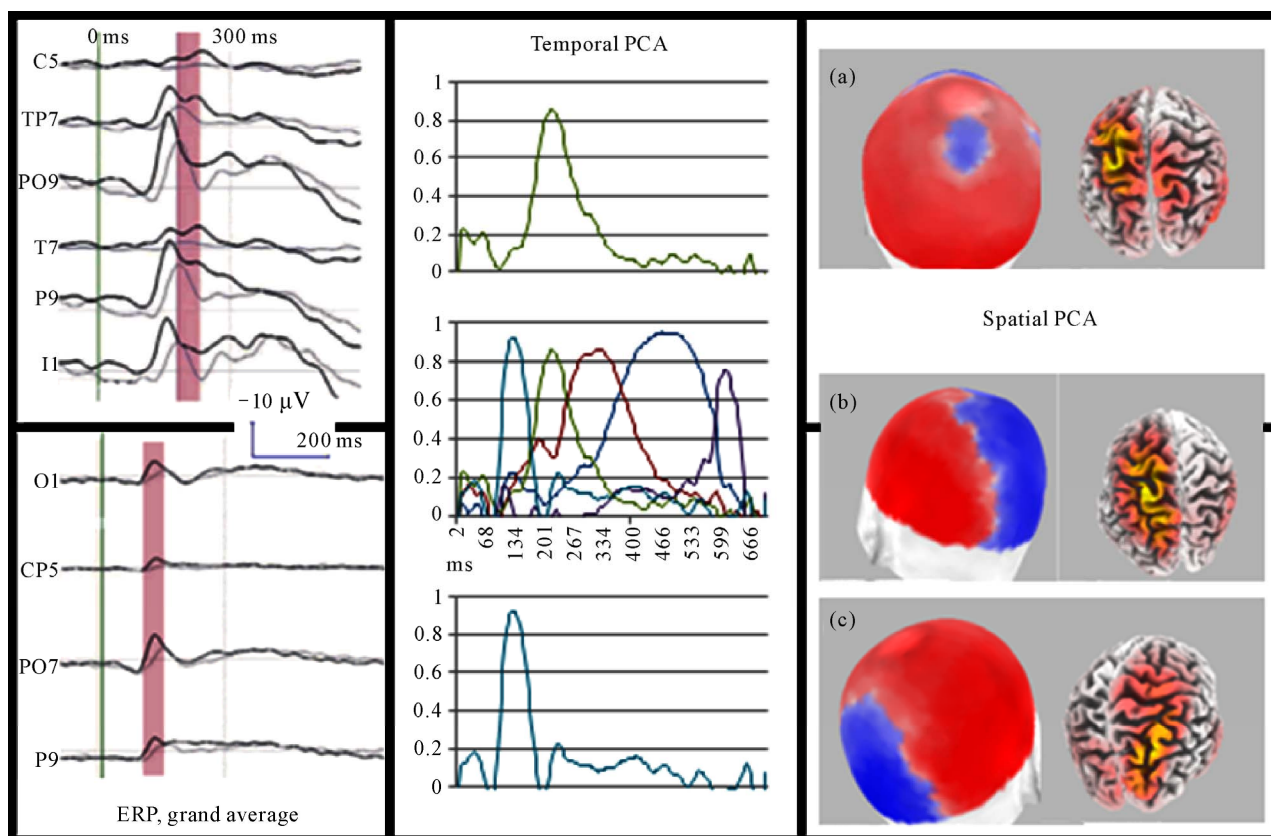 0 ms 300 ms
C5
TP7
PO9
T7
P9
I1
−10 μV
200 ms
O1
CP5
PO7
P9
ERP, grand average
Temporal PCA
1
0.8
0.6
0.4
0.2
0
1
0.8
0.6
0.4
0.2
0
2 68 134 201 267 334 400 466 533 599 666
ms
1
0.8
0.6
0.4
0.2
0
(a)
Spatial PCA
(b)
(c)